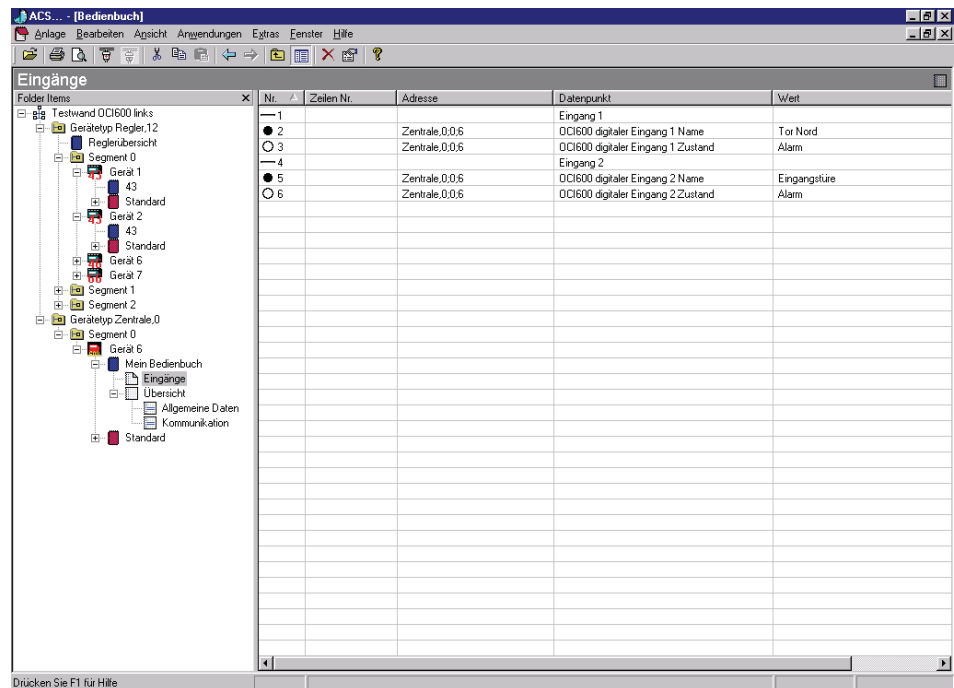 ACS... - [Bedienbuch]
Anlage Bearbeiten Ansicht Anwendungen Extras Fenster Hilfe
Eingänge
Folder Items
Testwand OCI600 links
Gerätetyp Regler,12
Reglerübersicht
Segment 0
Gerät 1
43
Standard
Gerät 2
43
Standard
Gerät 6
Gerät 7
Segment 1
Segment 2
Gerätetyp Zentrale,0
Segment 0
Gerät 6
Mein Bedienbuch
Eingänge
Übersicht
Allgemeine Daten
Kommunikation
Standard
Nr. Zeilen Nr. Adresse Datenpunkt Wert
1 Eingang 1
2 Zentrale,0;0;6 OCI600 digitaler Eingang 1 Name Tor Nord
3 Zentrale,0;0;6 OCI600 digitaler Eingang 1 Zustand Alarm
4 Eingang 2
5 Zentrale,0;0;6 OCI600 digitaler Eingang 2 Name Eingangstüre
6 Zentrale,0;0;6 OCI600 digitaler Eingang 2 Zustand Alarm
Drücken Sie F1 für Hilfe